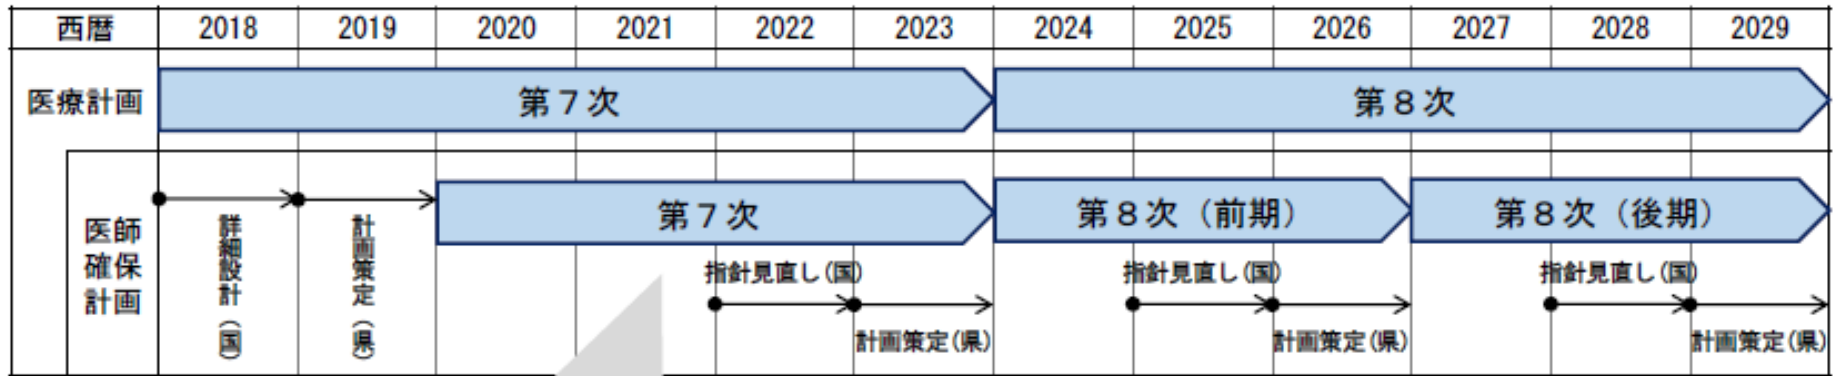 西暦 2018 2019 2020 2021 2022 2023 2024 2025 2026 2027 2028 2029
医療計画 第７次 第８次
医師確保計画
詳細設計（国）
計画策定（県）
第７次 第８次（前期） 第８次（後期）
指針見直し(国) 指針見直し(国) 指針見直し(国)
計画策定(県) 計画策定(県) 計画策定(県)